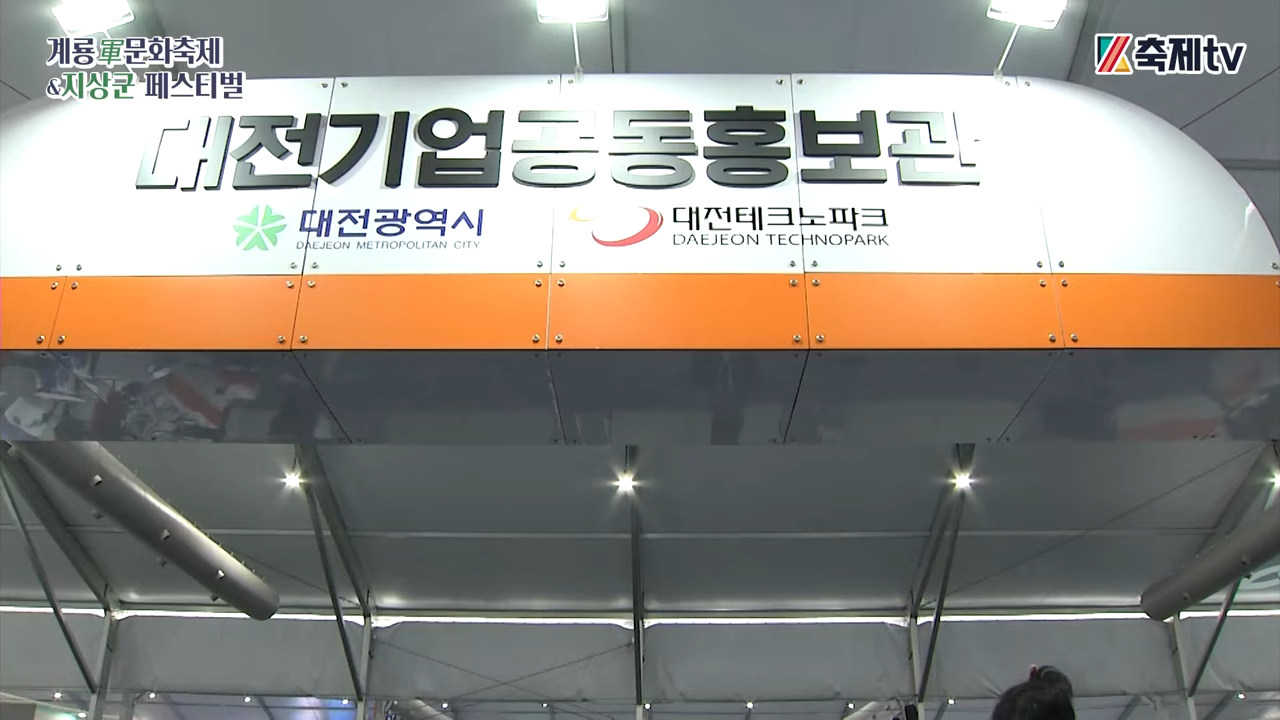 계룡軍문화축제
&지상군 페스티벌
축제tv
대전기업공동홍보관
대전광역시
DAEJEON METROPOLITAN CITY
대전테크노파크
DAEJEON TECHNOPARK